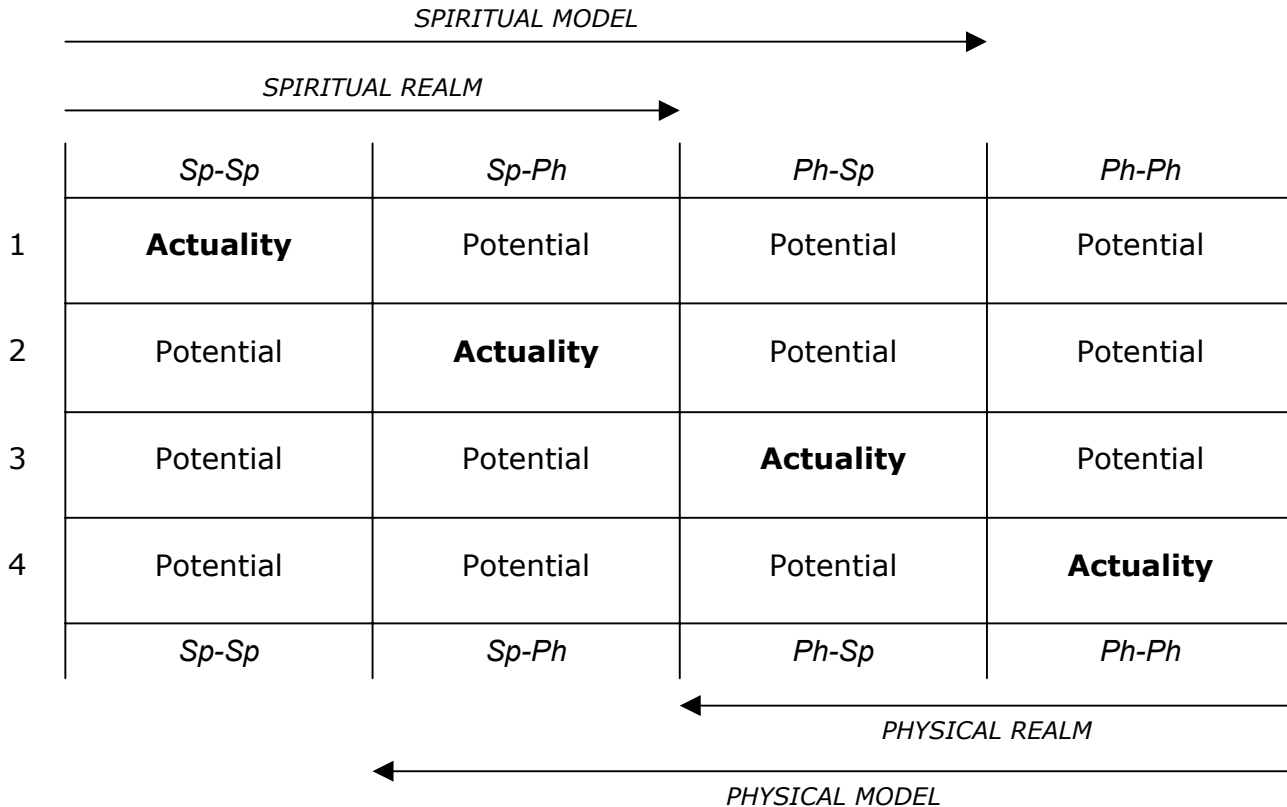 SPIRITUAL MODEL
SPIRITUAL REALM
Sp-Sp Sp-Ph Ph-Sp Ph-Ph
1 Actuality Potential Potential Potential
2 Potential Actuality Potential Potential
3 Potential Potential Actuality Potential
4 Potential Potential Potential Actuality
Sp-Sp Sp-Ph Ph-Sp Ph-Ph
PHYSICAL REALM
PHYSICAL MODEL